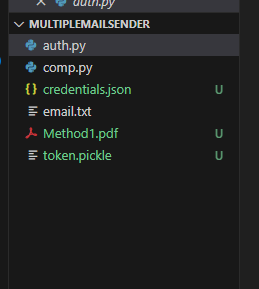 auth.py
MULTIPLEMAILSENDER
auth.py
comp.py
{} credentials.json U
email.txt
Method1.pdf U
token.pickle U